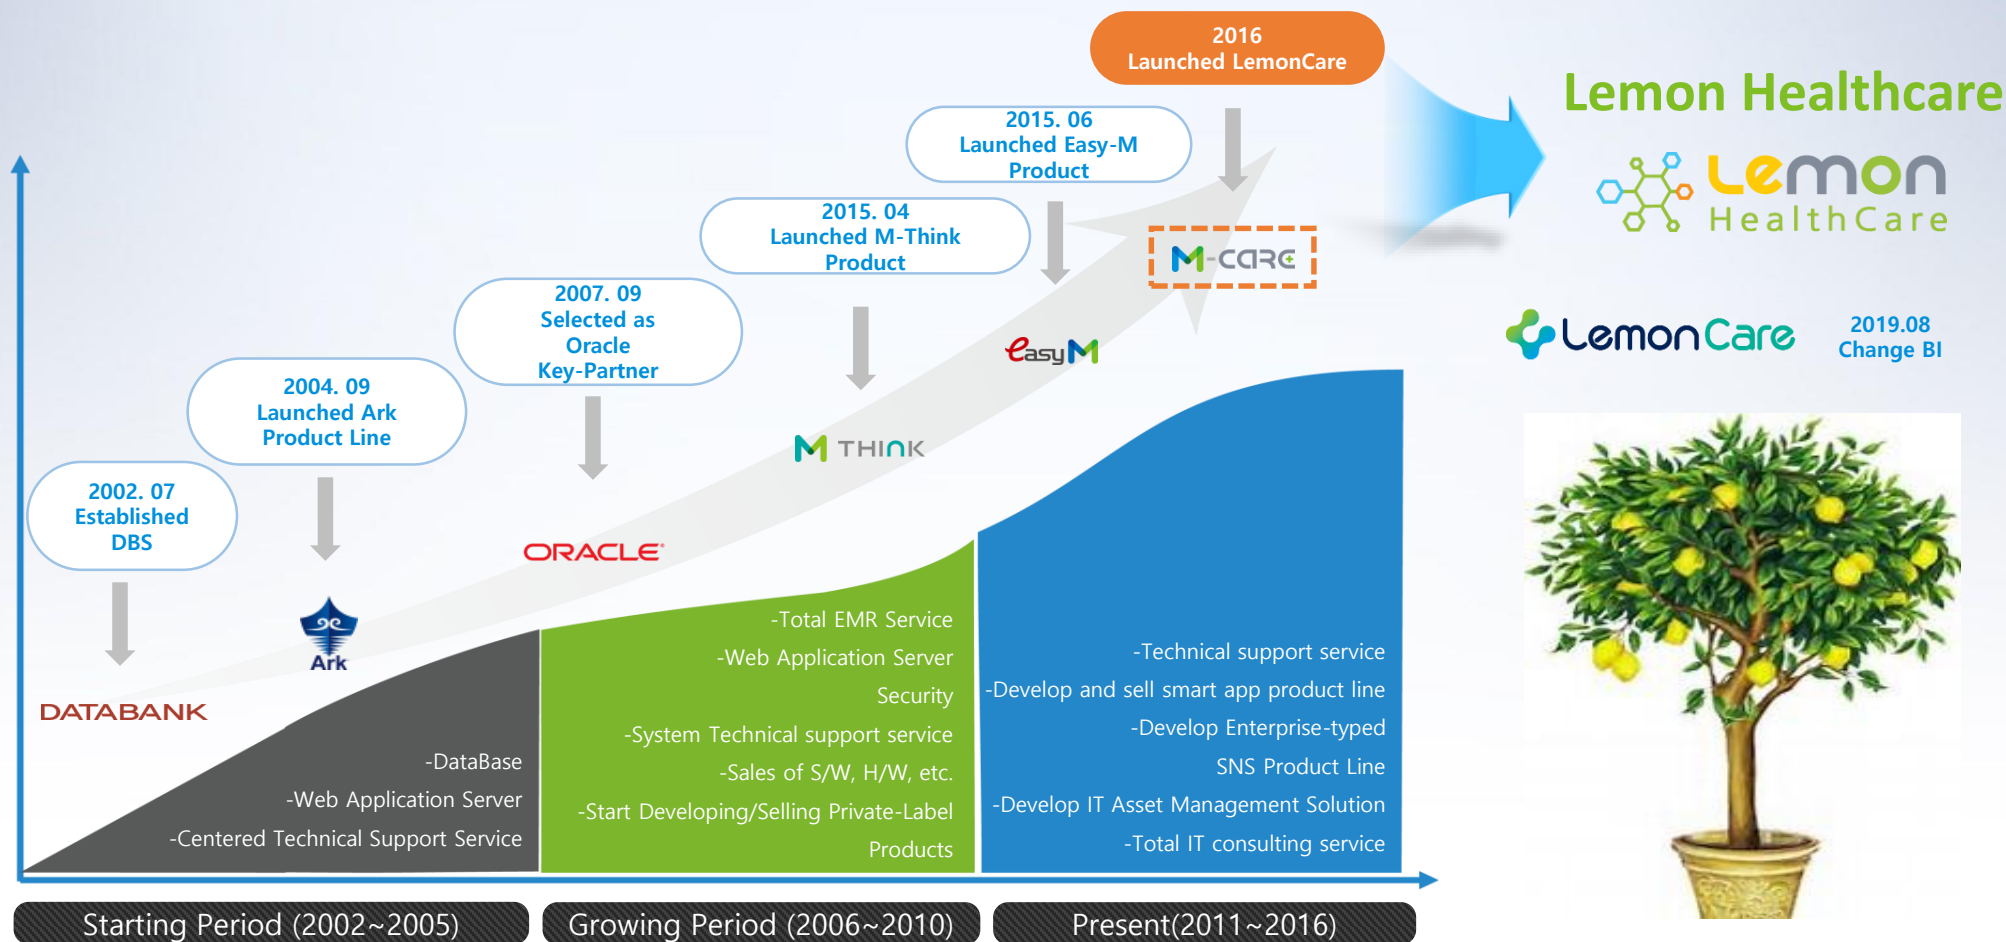 2016
Launched LemonCare
Lemon Healthcare
2015. 06
Launched Easy-M
Product
Lemon
HealthCare
2015. 04
Launched M-Think
Product
M-CARE
2007. 09
Selected as
Oracle
Key-Partner
LemonCare
2019.08
Change BI
easyM
2004. 09
Launched Ark
Product Line
M THINK
2002. 07
Established
DBS
ORACLE
Ark
DATABANK
-DataBase
-Web Application Server
-Centered Technical Support Service
-Total EMR Service
-Web Application Server
Security
-System Technical support service
-Sales of S/W, H/W, etc.
-Start Developing/Selling Private-Label
Products
-Technical support service
-Develop and sell smart app product line
-Develop Enterprise-typed
SNS Product Line
-Develop IT Asset Management Solution
-Total IT consulting service
Starting Period (2002~2005)
Growing Period (2006~2010)
Present(2011~2016)